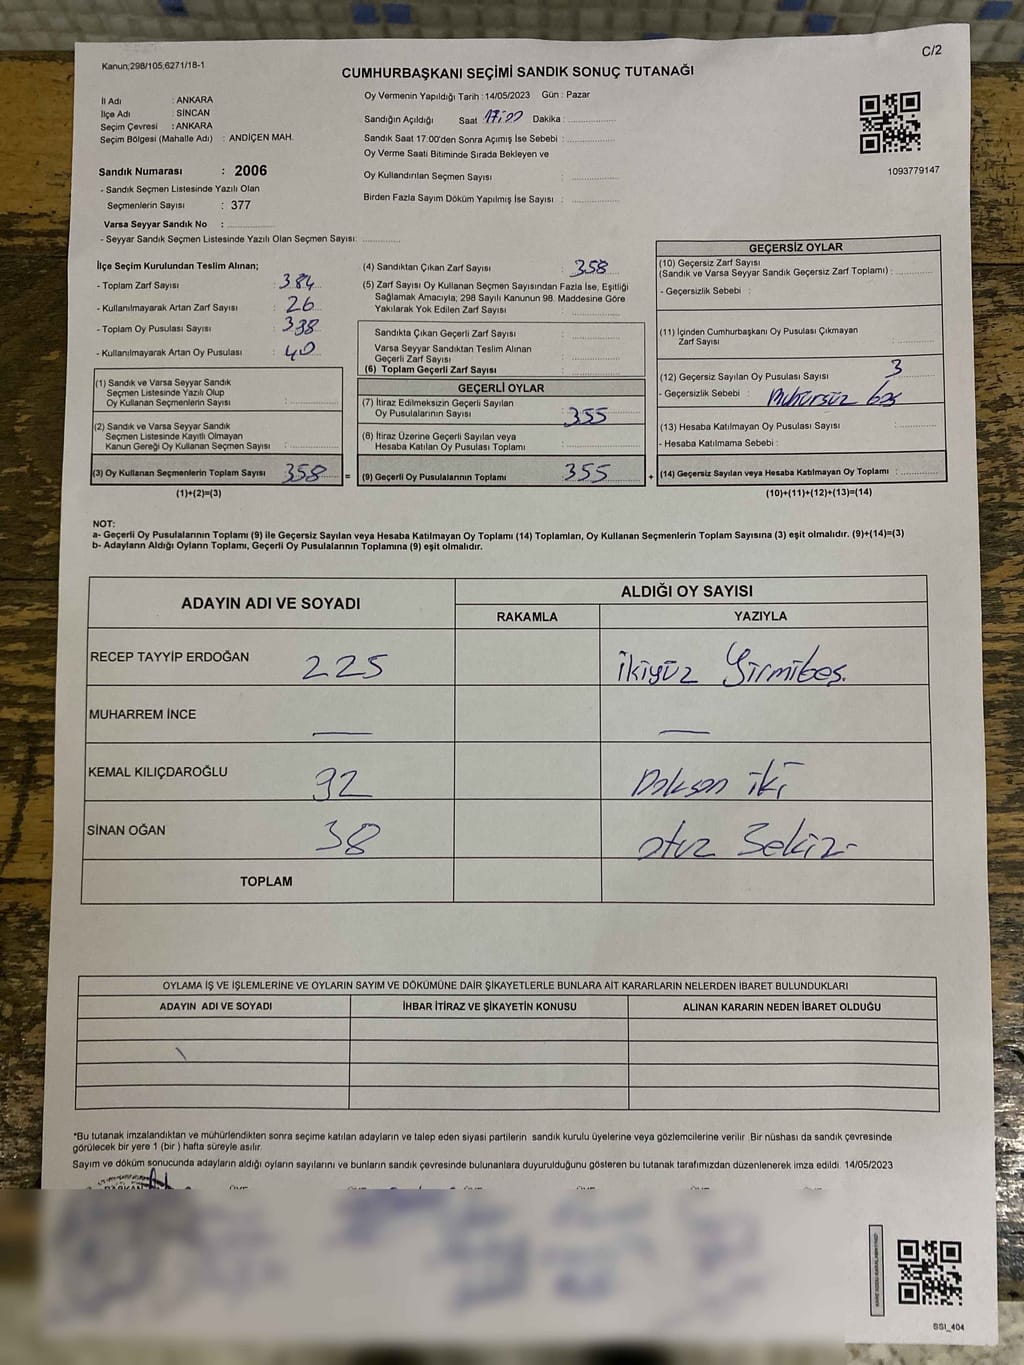 C/2
Kanun;298/105,6271/18-1
CUMHURBAŞKANI SEÇİMİ SANDIK SONUÇ TUTANAĞI
İl Adı : ANKARA
İlçe Adı : SİNCAN
Seçim Çevresi : ANKARA
Seçim Bölgesi (Mahalle Adı) : ANDİÇEN MAH.
Sandık Numarası : 2006
- Sandık Seçmen Listesinde Yazılı Olan
Seçmenlerin Sayısı : 377
Varsa Seyyar Sandık No :
- Seyyar Sandık Seçmen Listesinde Yazılı Olan Seçmen Sayısı:
Oy Vermenin Yapıldığı Tarih : 14/05/2023 Gün : Pazar
Sandığın Açıldığı Saat 17,00 Dakika :
Sandık Saat 17:00'den Sonra Açımış İse Sebebi :
Oy Verme Saati Bitiminde Sırada Bekleyen ve
Oy Kullandırılan Seçmen Sayısı :
Birden Fazla Sayım Döküm Yapılmış İse Sayısı :
1093779147
İlçe Seçim Kurulundan Teslim Alınan;
- Toplam Zarf Sayısı : 384
- Kullanılmayarak Artan Zarf Sayısı : 26
- Toplam Oy Pusulası Sayısı : 398
- Kullanılmayarak Artan Oy Pusulası : 40
(1) Sandık ve Varsa Seyyar Sandık
Seçmen Listesinde Yazılı Olup
Oy Kullanan Seçmenlerin Sayısı :
(2) Sandık ve Varsa Seyyar Sandık
Seçmen Listesinde Kayıtlı Olmayan
Kanun Gereği Oy Kullanan Seçmen Sayısı :
(3) Oy Kullanan Seçmenlerin Toplam Sayısı : 358 =
(1)+(2)=(3)
(4) Sandıktan Çıkan Zarf Sayısı : 358
(5) Zarf Sayısı Oy Kullanan Seçmen Sayısından Fazla İse, Eşitliği
Sağlamak Amacıyla; 298 Sayılı Kanunun 98. Maddesine Göre
Yakılarak Yok Edilen Zarf Sayısı :
Sandıkta Çıkan Geçerli Zarf Sayısı :
Varsa Seyyar Sandıktan Teslim Alınan
Geçerli Zarf Sayısı :
(6) Toplam Geçerli Zarf Sayısı :
GEÇERLİ OYLAR
(7) İtiraz Edilmeksizin Geçerli Sayılan
Oy Pusulalarının Sayısı : 355
(8) İtiraz Üzerine Geçerli Sayılan veya
Hesaba Katılan Oy Pusulaları Toplamı :
(9) Geçerli Oy Pusulalarının Toplamı : 355 +
GEÇERSİZ OYLAR
(10) Geçersiz Zarf Sayısı
(Sandık ve Varsa Seyyar Sandık Geçersiz Zarf Toplamı) :
- Geçersizlik Sebebi :
(11) İçinden Cumhurbaşkanı Oy Pusulası Çıkmayan
Zarf Sayısı :
(12) Geçersiz Sayılan Oy Pusulası Sayısı : 3
- Geçersizlik Sebebi : Mühürsüz boş
(13) Hesaba Katılmayan Oy Pusulası Sayısı :
- Hesaba Katılmama Sebebi :
(14) Geçersiz Sayılan veya Hesaba Katılmayan Oy Toplamı :
(10)+(11)+(12)+(13)=(14)
NOT:
a- Geçerli Oy Pusulalarının Toplamı (9) ile Geçersiz Sayılan veya Hesaba Katılmayan Oy Toplamı (14) Toplamları, Oy Kullanan Seçmenlerin Toplam Sayısına (3) eşit olmalıdır. (9)+(14)=(3)
b- Adayların Aldığı Oyların Toplamı, Geçerli Oy Pusulalarının Toplamına (9) eşit olmalıdır.
ADAYIN ADI VE SOYADI
ALDIĞI OY SAYISI
RAKAMLA YAZIYLA
RECEP TAYYİP ERDOĞAN 225 ikiyüz Yirmibeş.
MUHARREM İNCE — —
KEMAL KILIÇDAROĞLU 92 Doksan iki
SİNAN OĞAN 38 otuz Sekiz-
TOPLAM
OYLAMA İŞ VE İŞLEMLERİNE VE OYLARIN SAYIM VE DÖKÜMÜNE DAİR ŞİKAYETLERLE BUNLARA AİT KARARLARIN NELERDEN İBARET BULUNDUKLARI
ADAYIN ADI VE SOYADI İHBAR İTİRAZ VE ŞİKAYETİN KONUSU ALINAN KARARIN NEDEN İBARET OLDUĞU
*Bu tutanak imzalandıktan ve mühürlendikten sonra seçime katılan adayların ve talep eden siyasi partilerin sandık kurulu üyelerine veya gözlemcilerine verilir. Bir nüshası da sandık çevresinde
görülecek bir yere 1 (bir ) hafta süreyle asılır.
Sayım ve döküm sonucunda adayların aldığı oyların sayılarını ve bunların sandık çevresinde bulunanlara duyurulduğunu gösteren bu tutanak tarafımızdan düzenlenerek imza edildi. 14/05/2023
SSI_404